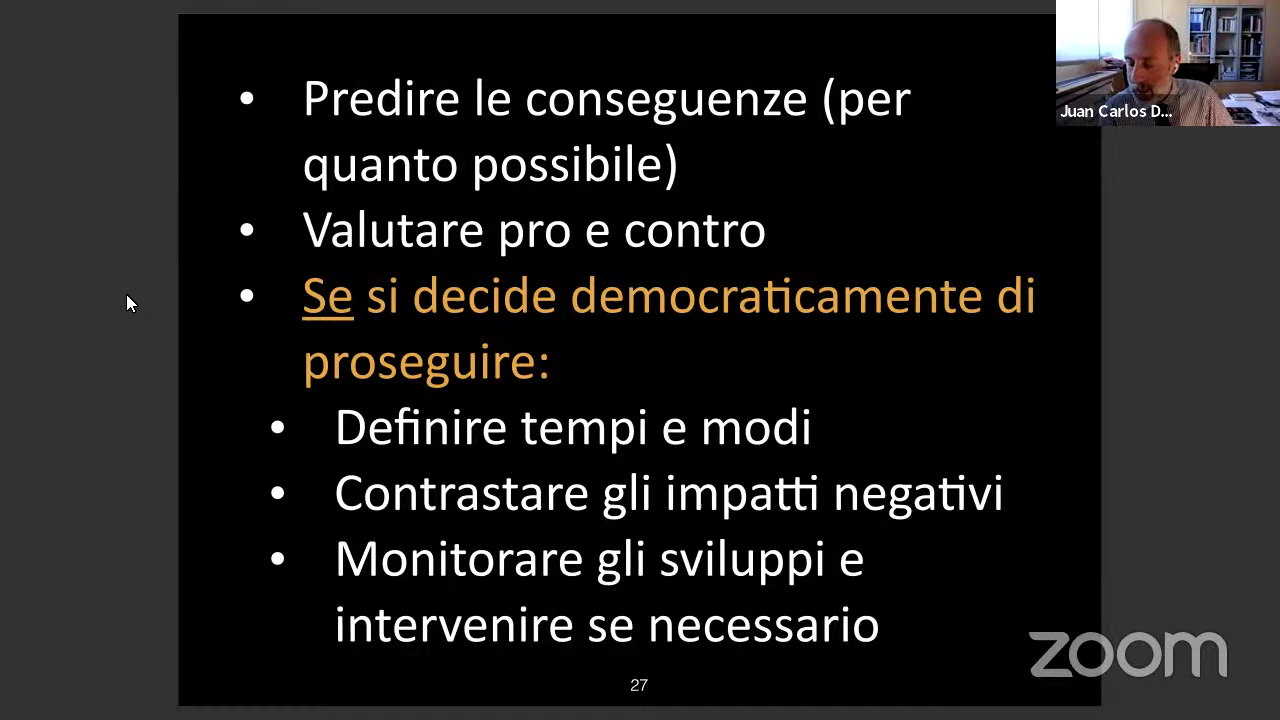 • Predire le conseguenze (per
quanto possibile)
• Valutare pro e contro
• Se si decide democraticamente di
proseguire:
• Definire tempi e modi
• Contrastare gli impatti negativi
• Monitorare gli sviluppi e
intervenire se necessario
27
Juan Carlos D...
zoom